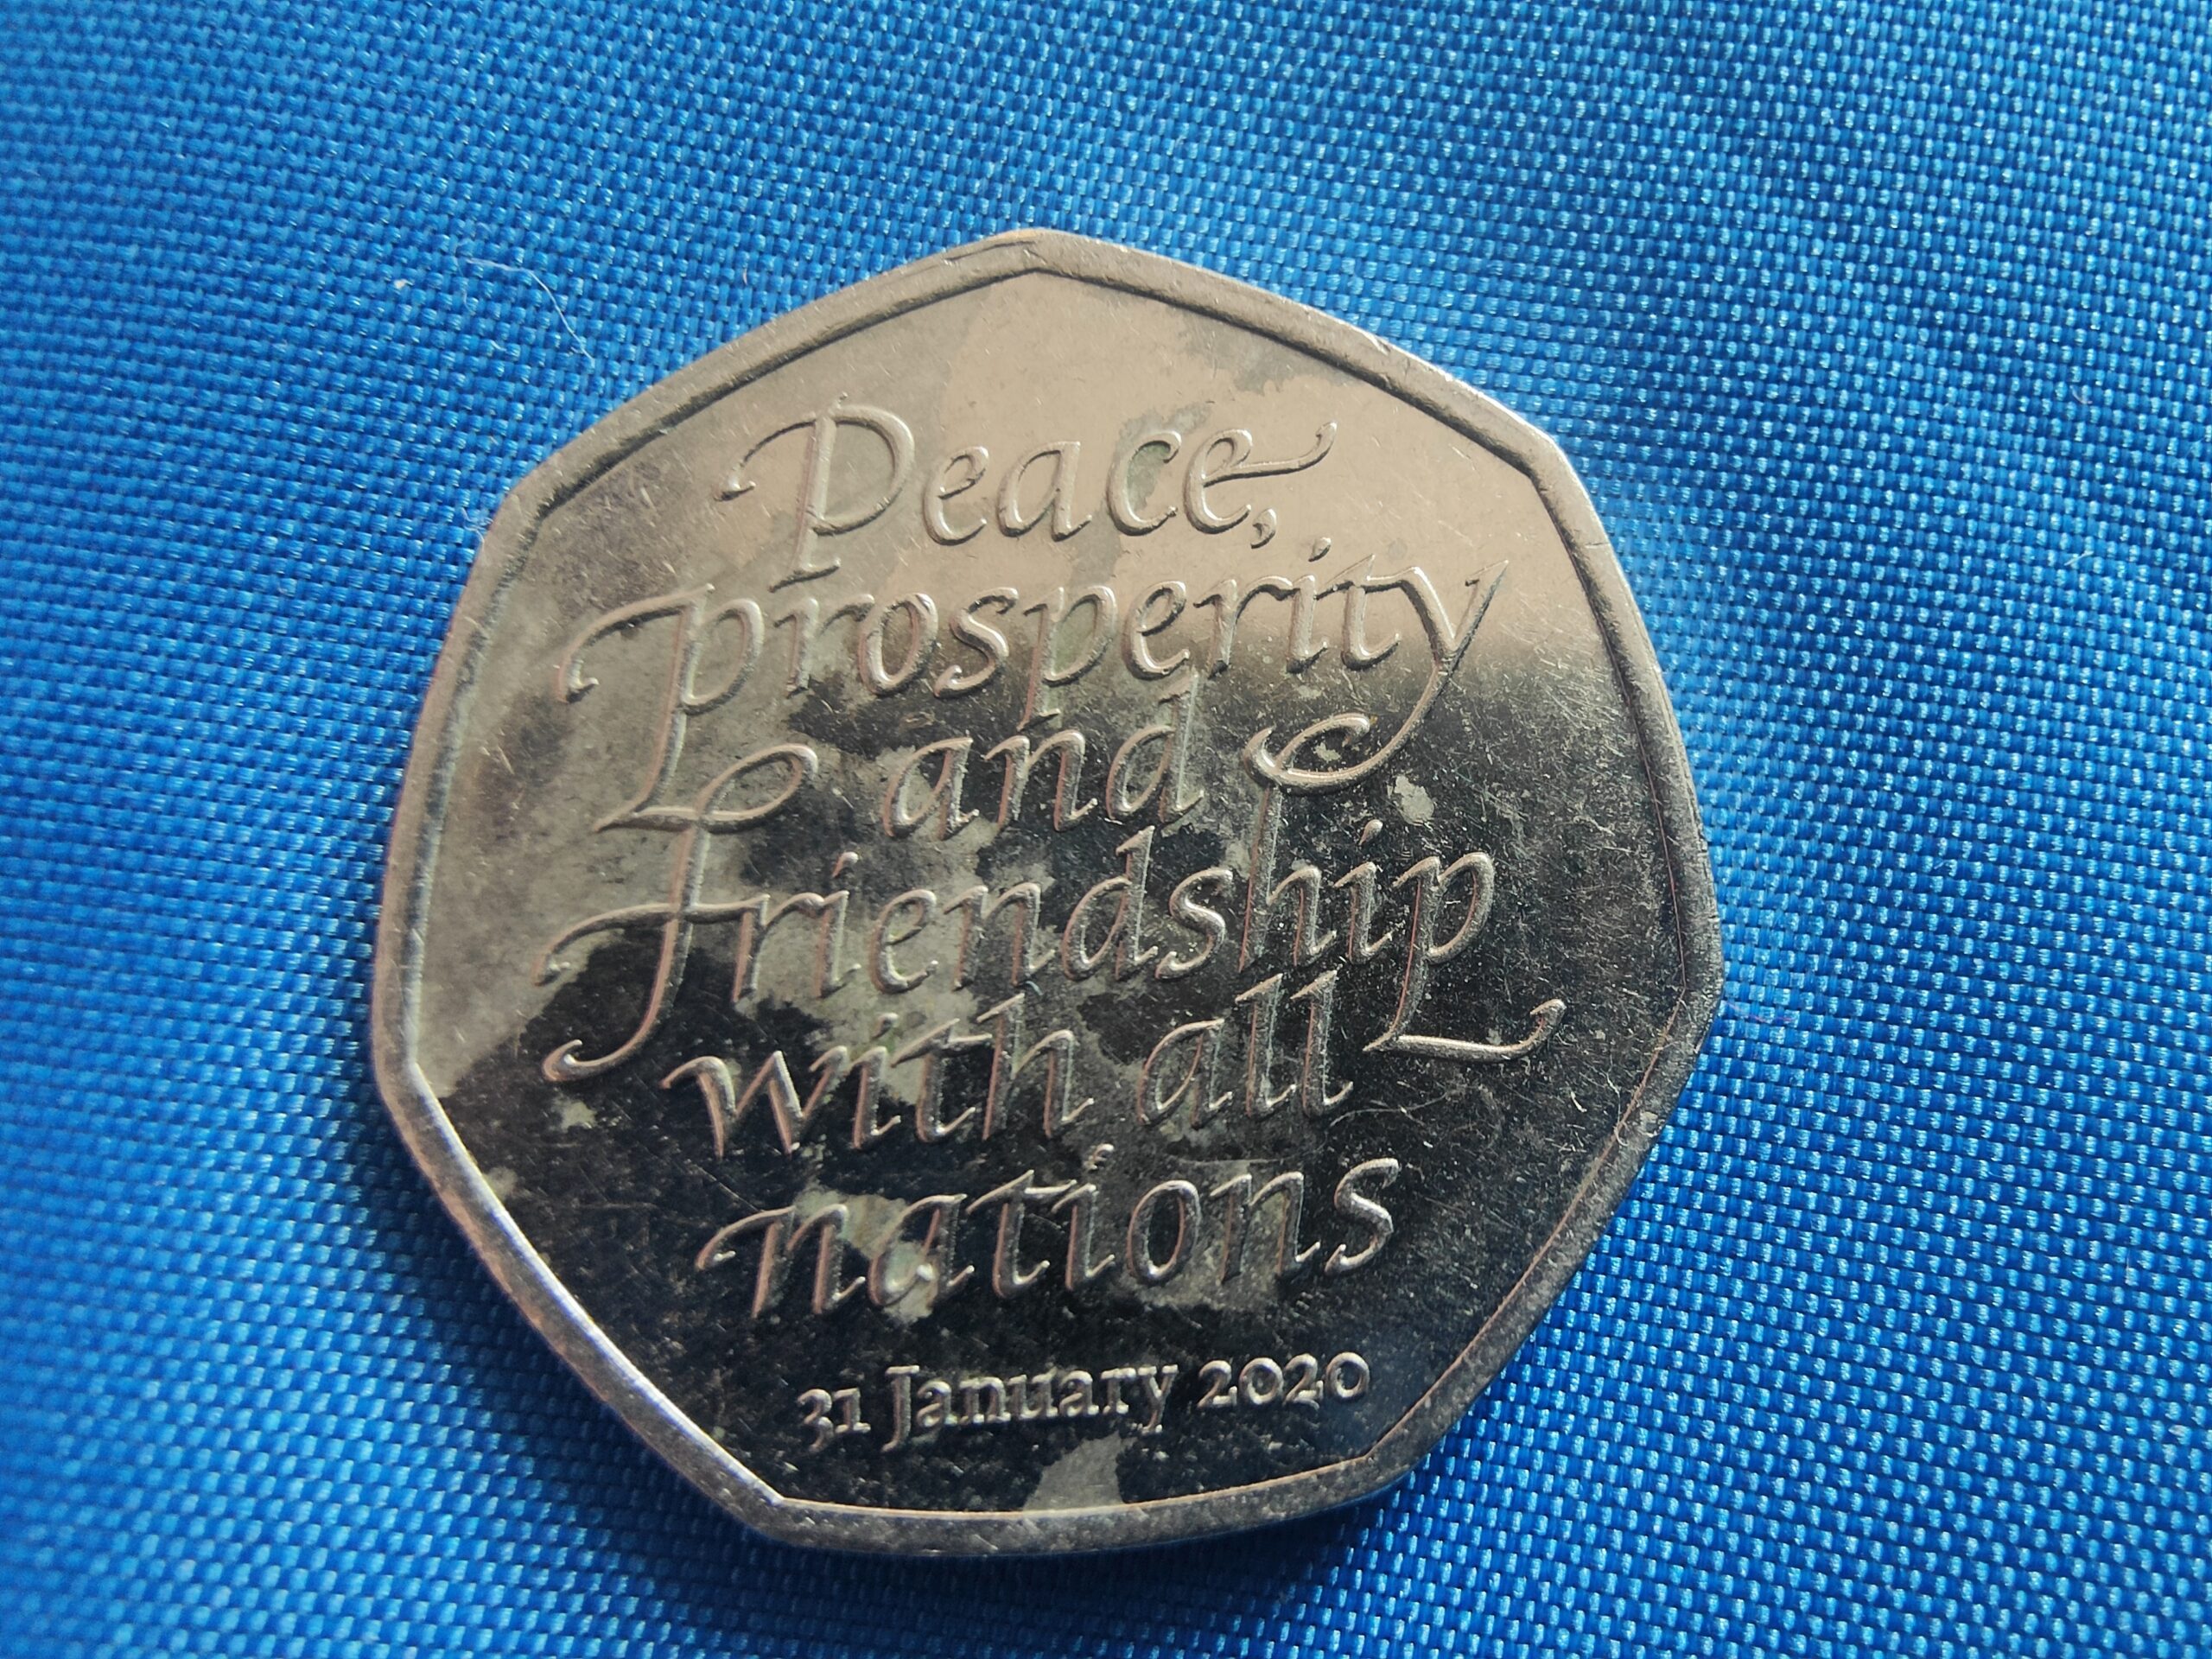 Peace,
prosperity
and
friendship
with all
nations
31 January 2020